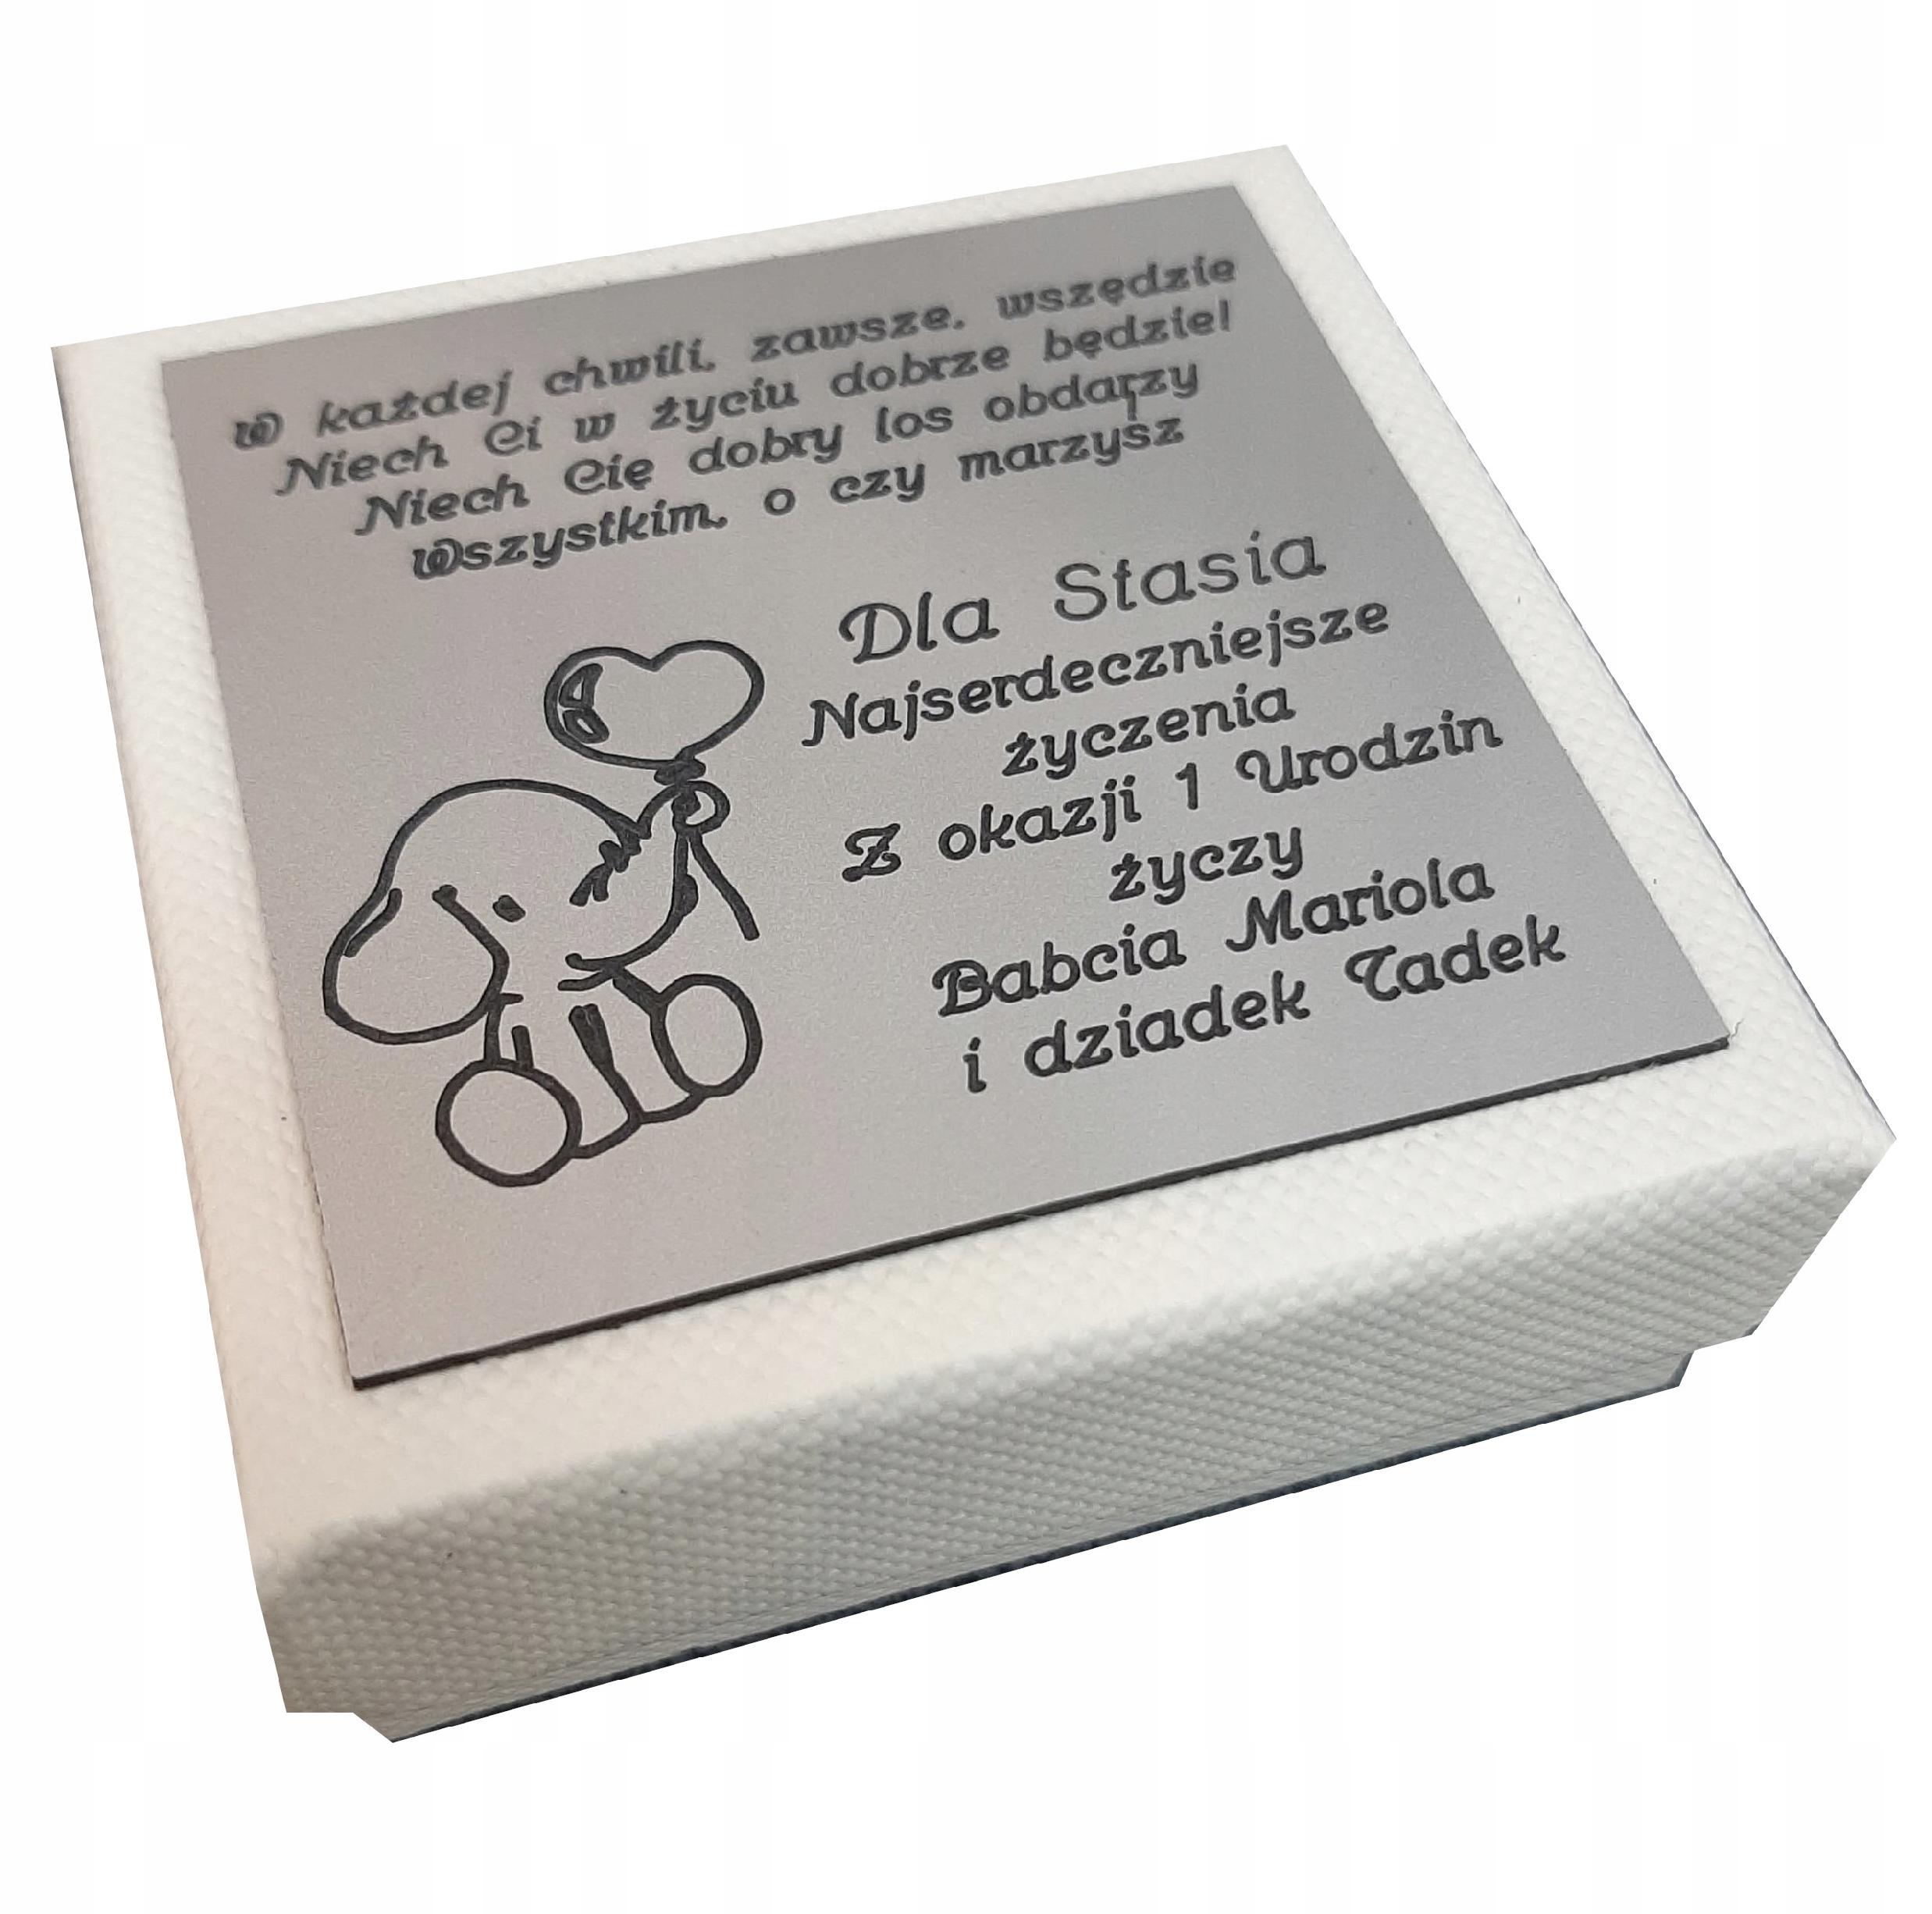 W każdej chwili, zawsze, wszędzie
Niech Ci w życiu dobrze będzie!
Niech Cię dobry los obdarzy
Wszystkim, o czy marzysz
Dla Stasia
Najserdeczniejsze
życzenia
Z okazji 1 Urodzin
życzy
Babcia Mariola
i dziadek Tadek